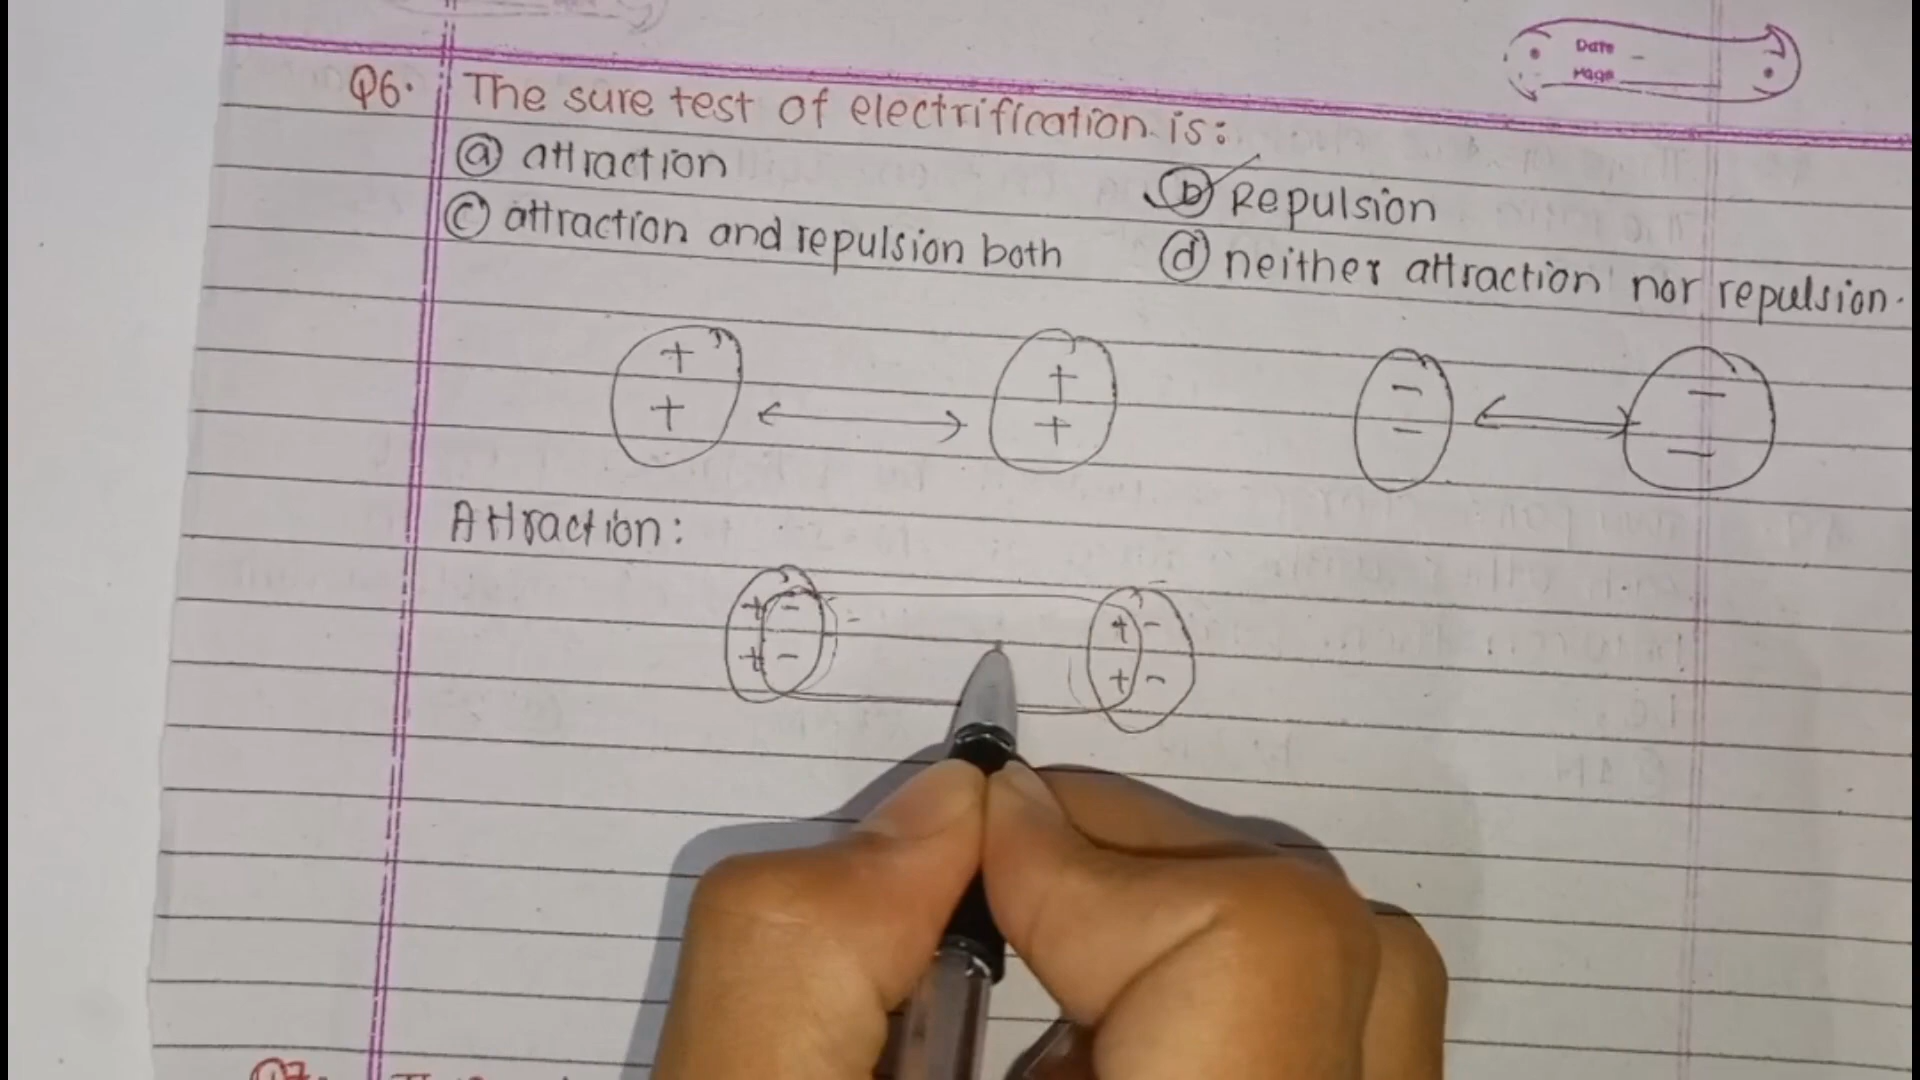 Date
Page
Q6. The sure test of electrification is:
ⓐ attraction ⓑ Repulsion
ⓒ attraction and repulsion both ⓓ neither attraction nor repulsion.
+ + - -
+ + - -
Attraction:
+ - - + -
+ - + -
Q7.